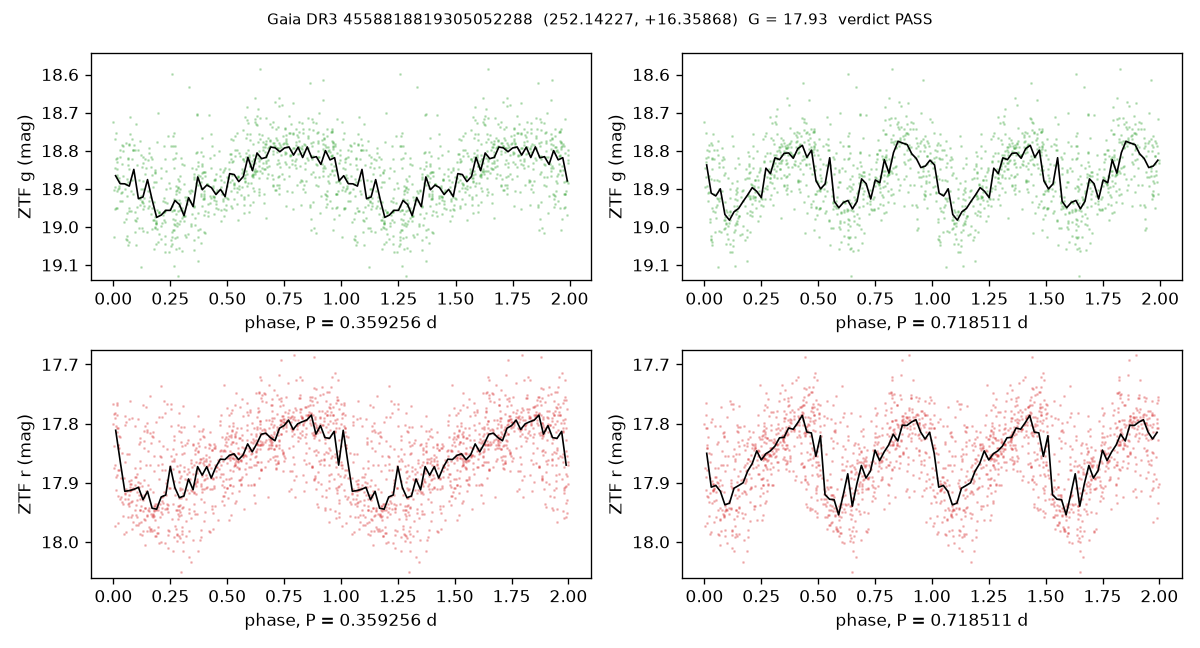 Gaia DR3 4558818819305052288 (252.14227, +16.35868) G = 17.93 verdict PASS
ZTF g (mag)
18.6
18.7
18.8
18.9
19.0
19.1
0.00 0.25 0.50 0.75 1.00 1.25 1.50 1.75 2.00
phase, P = 0.359256 d
ZTF g (mag)
18.6
18.7
18.8
18.9
19.0
19.1
0.00 0.25 0.50 0.75 1.00 1.25 1.50 1.75 2.00
phase, P = 0.718511 d
ZTF r (mag)
17.7
17.8
17.9
18.0
0.00 0.25 0.50 0.75 1.00 1.25 1.50 1.75 2.00
phase, P = 0.359256 d
ZTF r (mag)
17.7
17.8
17.9
18.0
0.00 0.25 0.50 0.75 1.00 1.25 1.50 1.75 2.00
phase, P = 0.718511 d